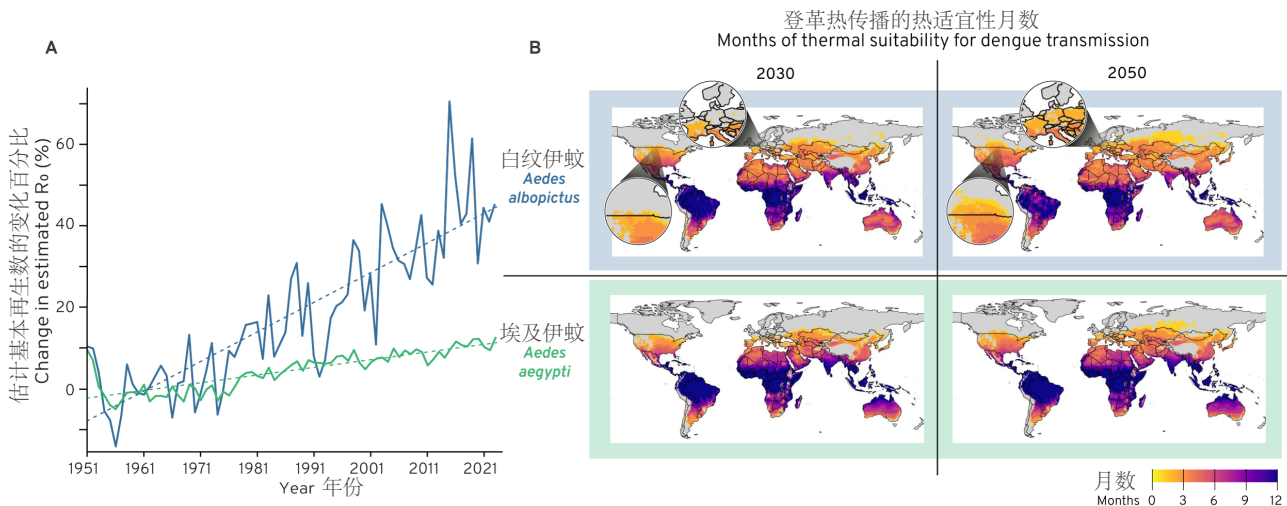 A
估计基本再生数的变化百分比
Change in estimated Ro (%)
60
40
20
0
1951
1961
1971
1981
1991
2001
2011
2021
Year 年份
白纹伊蚊
Aedes
albopictus
埃及伊蚊
Aedes
aegypti
B
登革热传播的热适宜性月数
Months of thermal suitability for dengue transmission
2030
2050
月数
Months
0
3
6
9
12